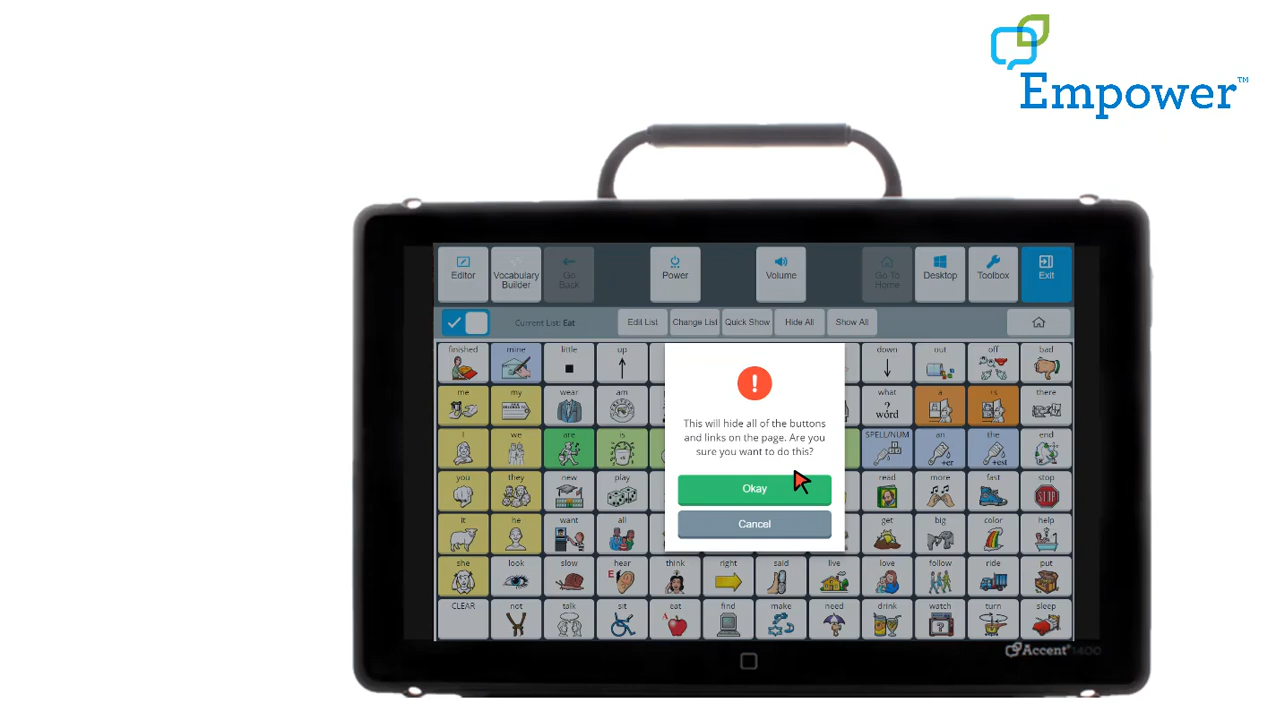 Empower™
Editor
Vocabulary
Builder
Go
Back
Power
Volume
Go To
Home
Desktop
Toolbox
Exit
Current List: Eat
Edit List
Change List
Quick Show
Hide All
Show All
finished
mine
little
up
down
out
off
bad
me
my
wear
am
what
?
word
a
is
there
I
we
are
is
SPELL/NUM
an
+er
the
+est
end
you
they
new
play
read
more
fast
stop
STOP
it
he
want
all
get
big
color
help
she
look
slow
hear
E
think
right
said
live
love
follow
ride
put
CLEAR
not
talk
sit
eat
A
find
make
need
drink
watch
turn
sleep
!
This will hide all of the buttons
and links on the page. Are you
sure you want to do this?
Okay
Cancel
Accent® 1400